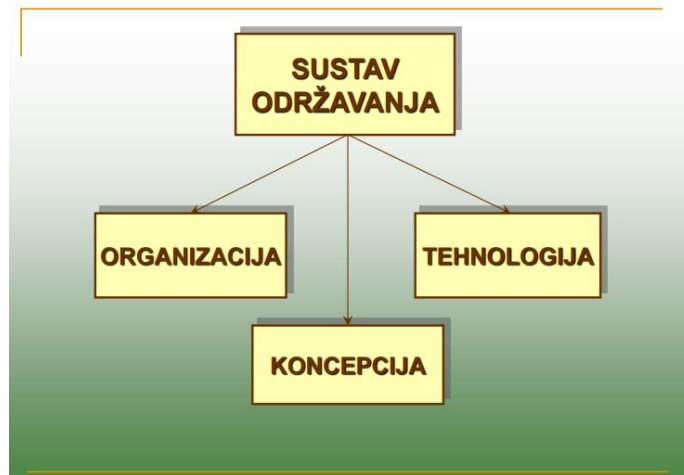 SUSTAV
ODRŽAVANJA
ORGANIZACIJA
TEHNOLOGIJA
KONCEPCIJA